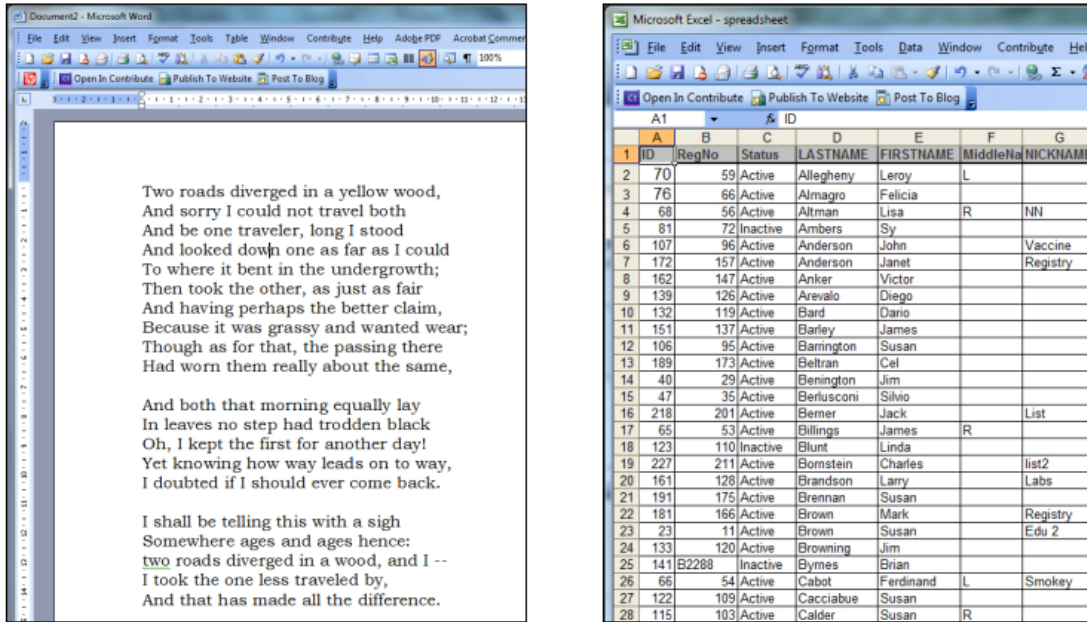 Document2 - Microsoft Word
File Edit View Insert Format Tools Table Window Contribute Help Adobe PDF Acrobat Commen
100%
Open In Contribute Publish To Website Post To Blog
Two roads diverged in a yellow wood,
And sorry I could not travel both
And be one traveler, long I stood
And looked down one as far as I could
To where it bent in the undergrowth;
Then took the other, as just as fair
And having perhaps the better claim,
Because it was grassy and wanted wear;
Though as for that, the passing there
Had worn them really about the same,
And both that morning equally lay
In leaves no step had trodden black
Oh, I kept the first for another day!
Yet knowing how way leads on to way,
I doubted if I should ever come back.
I shall be telling this with a sigh
Somewhere ages and ages hence:
two roads diverged in a wood, and I --
I took the one less traveled by,
And that has made all the difference.
Microsoft Excel - spreadsheet
File Edit View Insert Format Tools Data Window Contribute Hel
Open In Contribute Publish To Website Post To Blog
A1 fx ID
A B C D E F G
1 ID RegNo Status LASTNAME FIRSTNAME MiddleNa NICKNAME
2 70 59 Active Allegheny Leroy L
3 76 66 Active Almagro Felicia
4 68 56 Active Altman Lisa R NN
5 81 72 Inactive Ambers Sy
6 107 96 Active Anderson John Vaccine
7 172 157 Active Anderson Janet Registry
8 162 147 Active Anker Victor
9 139 126 Active Arevalo Diego
10 132 119 Active Bard Dario
11 151 137 Active Barley James
12 106 95 Active Barrington Susan
13 189 173 Active Beltran Cel
14 40 29 Active Benington Jim
15 47 35 Active Berlusconi Silvio
16 218 201 Active Berner Jack List
17 65 53 Active Billings James R
18 123 110 Inactive Blunt Linda
19 227 211 Active Bornstein Charles list2
20 161 128 Active Brandson Larry Labs
21 191 175 Active Brennan Susan
22 181 166 Active Brown Mark Registry
23 23 11 Active Brown Susan Edu 2
24 133 120 Active Browning Jim
25 141 B2288 Inactive Byrnes Brian
26 66 54 Active Cabot Ferdinand L Smokey
27 122 109 Active Cacciabue Susan
28 115 103 Active Calder Susan R